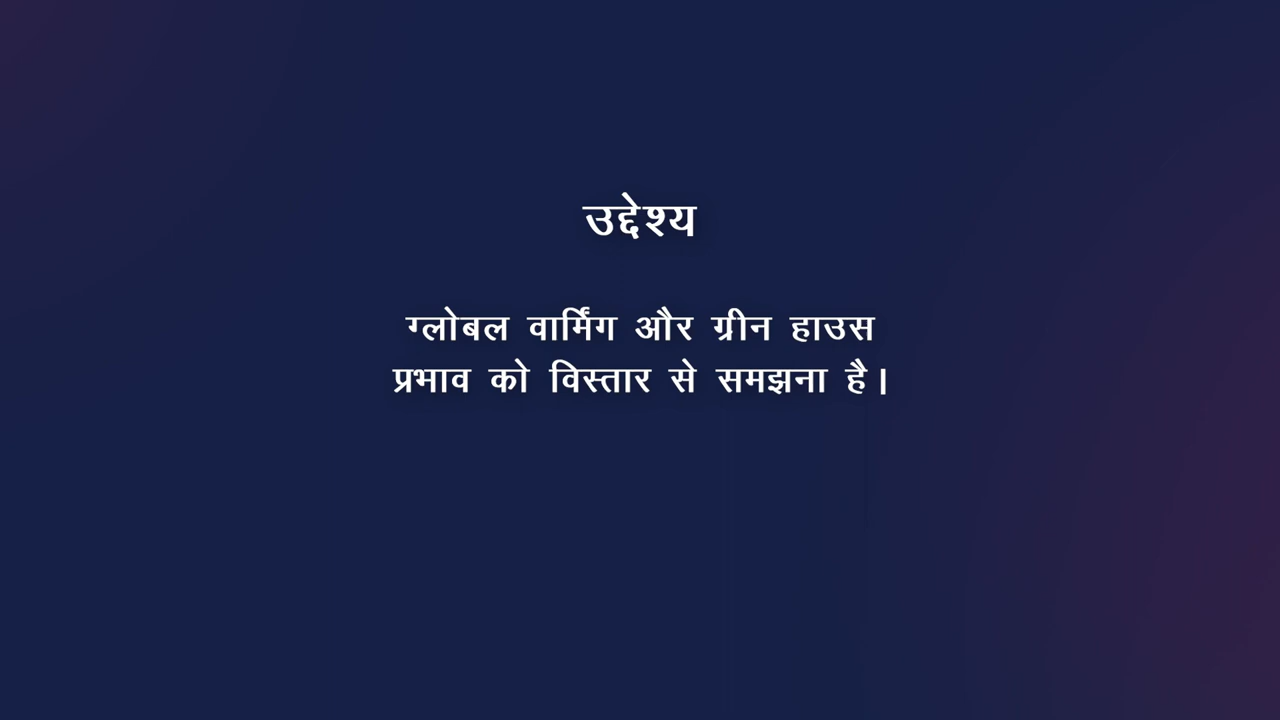 उद्देश्य
ग्लोबल वार्मिंग और ग्रीन हाउस
प्रभाव को विस्तार से समझना है।